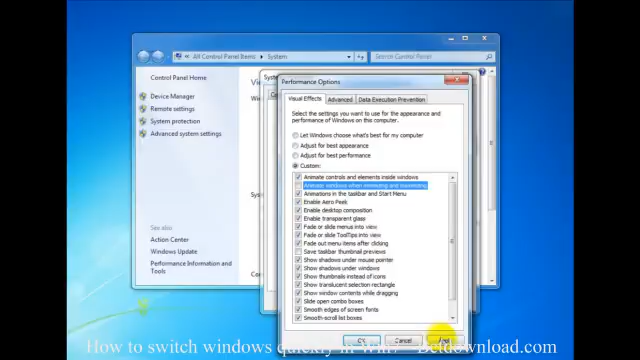 All Control Panel Items
System
Search Control Panel
Control Panel Home
Device Manager
Remote settings
System protection
Advanced system settings
See also
Action Center
Windows Update
Performance Information and
Tools
Performance Options
Visual Effects
Advanced
Data Execution Prevention
Select the settings you want to use for the appearance and
performance of Windows on this computer.
Let Windows choose what's best for my computer
Adjust for best appearance
Adjust for best performance
Custom:
Animate controls and elements inside windows
Animate windows when minimizing and maximizing
Animations in the taskbar and Start Menu
Enable Aero Peek
Enable desktop composition
Enable transparent glass
Fade or slide menus into view
Fade or slide ToolTips into view
Fade out menu items after clicking
Save taskbar thumbnail previews
Show shadows under mouse pointer
Show shadows under windows
Show thumbnails instead of icons
Show translucent selection rectangle
Show window contents while dragging
Slide open combo boxes
Smooth edges of screen fonts
Smooth-scroll list boxes
OK
Cancel
How to switch windows quickly in